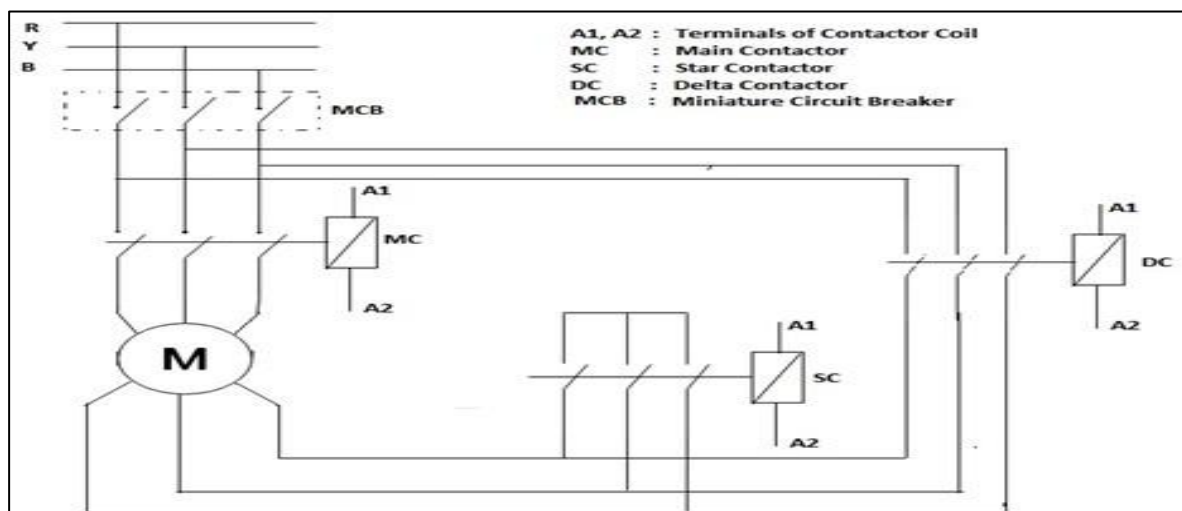 R
Y
B
A1, A2 : Terminals of Contactor Coil
MC : Main Contactor
SC : Star Contactor
DC : Delta Contactor
MCB : Miniature Circuit Breaker
MCB
A1
MC
A2
A1
DC
A2
M
A1
SC
A2